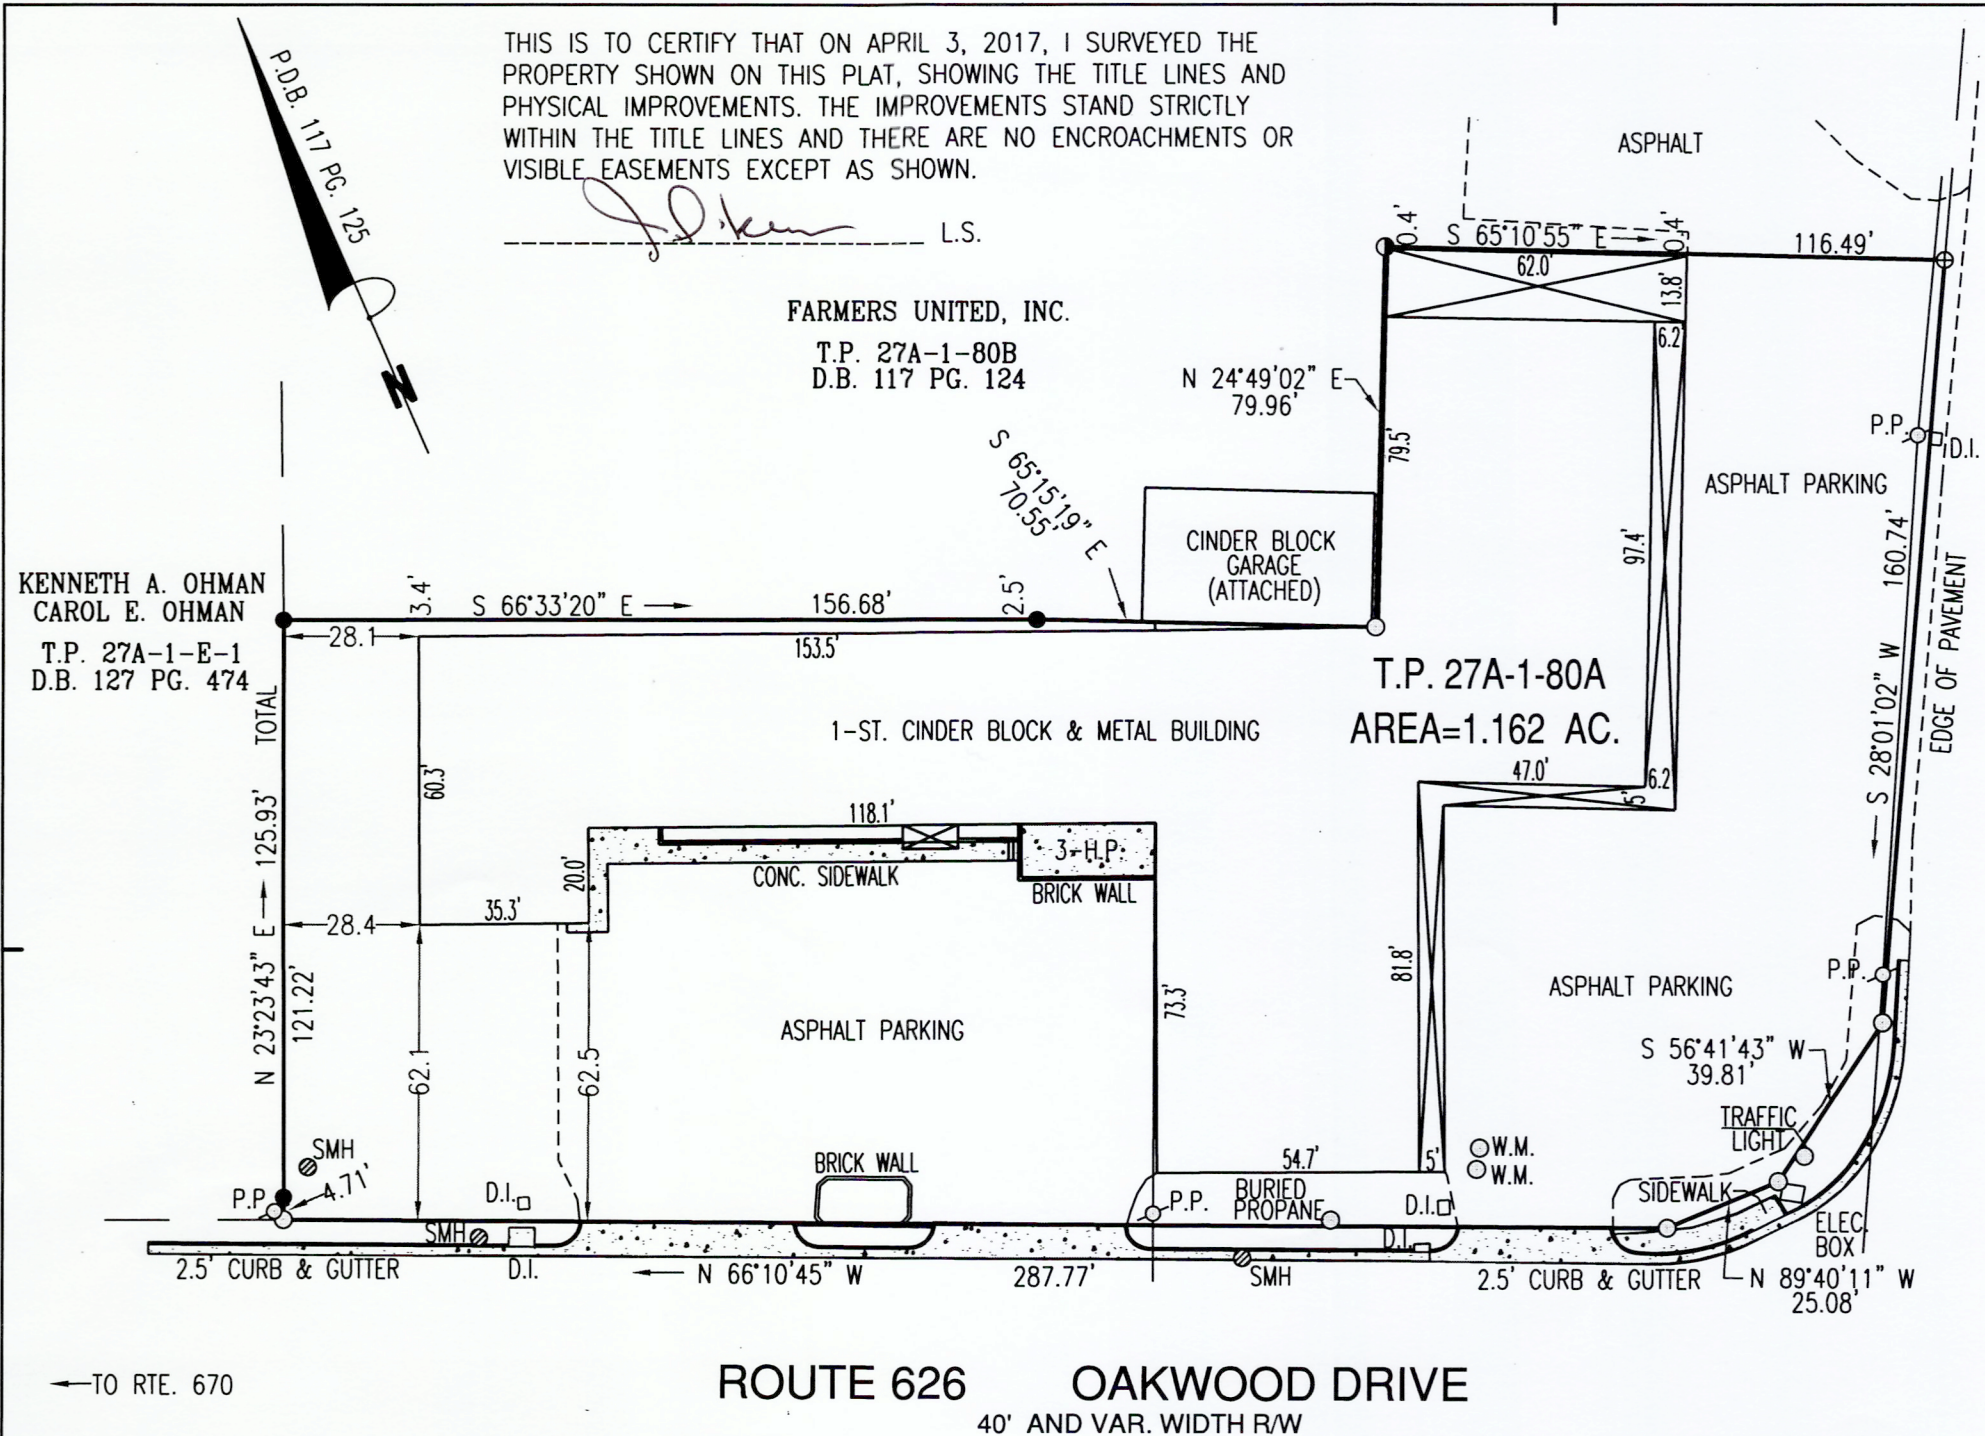 THIS IS TO CERTIFY THAT ON APRIL 3, 2017, I SURVEYED THE
PROPERTY SHOWN ON THIS PLAT, SHOWING THE TITLE LINES AND
PHYSICAL IMPROVEMENTS. THE IMPROVEMENTS STAND STRICTLY
WITHIN THE TITLE LINES AND THERE ARE NO ENCROACHMENTS OR
VISIBLE EASEMENTS EXCEPT AS SHOWN.
L.S.
P.D.B. 117 PG. 125
N
ASPHALT
0.4'
S 65°10'55" E
0.4'
116.49'
62.0'
13.8'
6.2'
FARMERS UNITED, INC.
T.P. 27A-1-80B
D.B. 117 PG. 124
N 24°49'02" E
79.96'
79.5'
P.P.
D.I.
ASPHALT PARKING
S 65°15'19" E
70.55'
CINDER BLOCK
GARAGE
(ATTACHED)
97.4'
S 28°01'02" W 160.74'
EDGE OF PAVEMENT
KENNETH A. OHMAN
CAROL E. OHMAN
T.P. 27A-1-E-1
D.B. 127 PG. 474
3.4'
S 66°33'20" E
156.68'
2.5'
28.1
153.5'
T.P. 27A-1-80A
AREA=1.162 AC.
1-ST. CINDER BLOCK & METAL BUILDING
N 23°23'43" E 125.93' TOTAL
121.22'
60.3'
47.0'
6.2
5'
118.1'
20.0'
3-H.P.
CONC. SIDEWALK
BRICK WALL
35.3'
28.4
81.8'
P.P.
ASPHALT PARKING
73.3'
ASPHALT PARKING
62.1
62.5
S 56°41'43" W
39.81'
TRAFFIC
LIGHT
SMH
4.71'
P.P.
D.I.
BRICK WALL
54.7'
5'
W.M.
W.M.
P.P.
BURIED
PROPANE
D.I.
SIDEWALK
SMH
D.I.
ELEC.
BOX
2.5' CURB & GUTTER
D.I.
N 66°10'45" W
287.77'
SMH
2.5' CURB & GUTTER
N 89°40'11" W
25.08'
TO RTE. 670
ROUTE 626 OAKWOOD DRIVE
40' AND VAR. WIDTH R/W